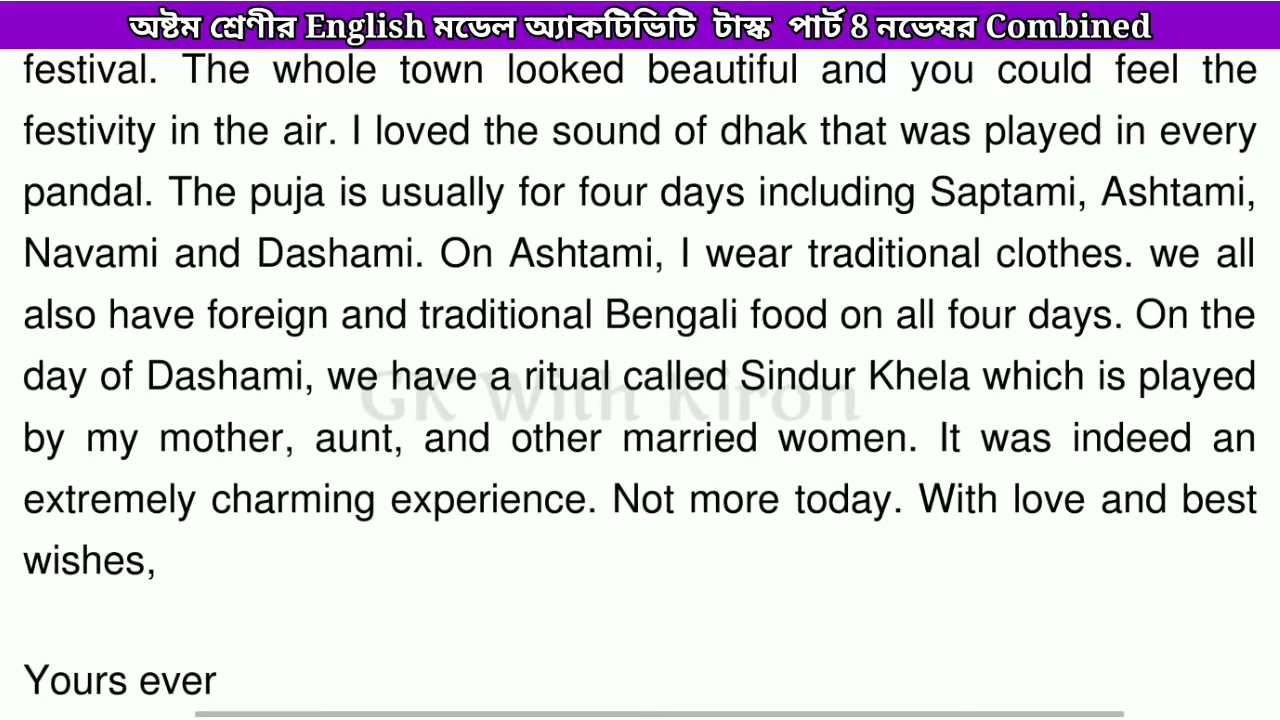 অষ্টম শ্রেণীর English মডেল অ্যাকটিভিটি টাস্ক পার্ট 8 নভেম্বর Combined
festival. The whole town looked beautiful and you could feel the
festivity in the air. I loved the sound of dhak that was played in every
pandal. The puja is usually for four days including Saptami, Ashtami,
Navami and Dashami. On Ashtami, I wear traditional clothes. we all
also have foreign and traditional Bengali food on all four days. On the
day of Dashami, we have a ritual called Sindur Khela which is played
GK With Kiron
by my mother, aunt, and other married women. It was indeed an
extremely charming experience. Not more today. With love and best
wishes,
Yours ever